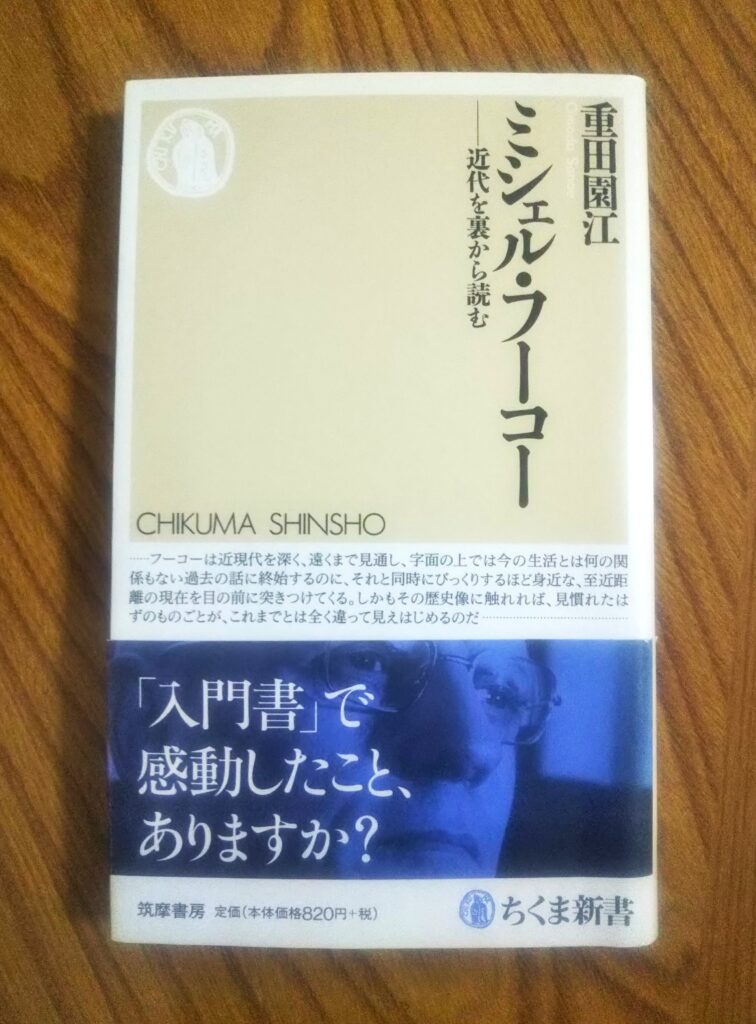 重田園江
ミシェル・フーコー
──近代を裏から読む
CHIKUMA SHINSHO
……フーコーは近現代を深く、遠くまで見通し、字面の上では今の生活とは何の関
係もない過去の話に終始するのに、それと同時にびっくりするほど身近な、至近距
離の現在を目の前に突きつけてくる。しかもその歴史像に触れれば、見慣れたは
ずのものごとが、これまでとは全く違って見えはじめるのだ……………………
「入門書」で
感動したこと、
ありますか?
筑摩書房 定価(本体価格820円+税)
ちくま新書